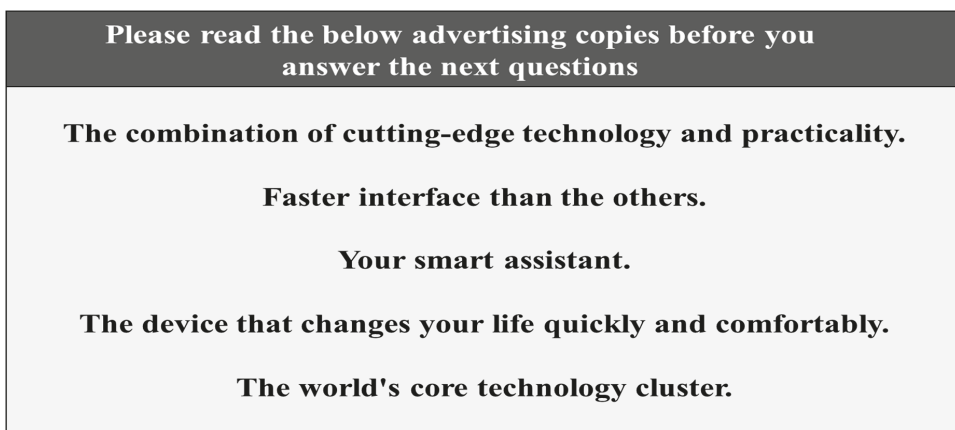 Please read the below advertising copies before you
answer the next questions
The combination of cutting-edge technology and practicality.
Faster interface than the others.
Your smart assistant.
The device that changes your life quickly and comfortably.
The world's core technology cluster.